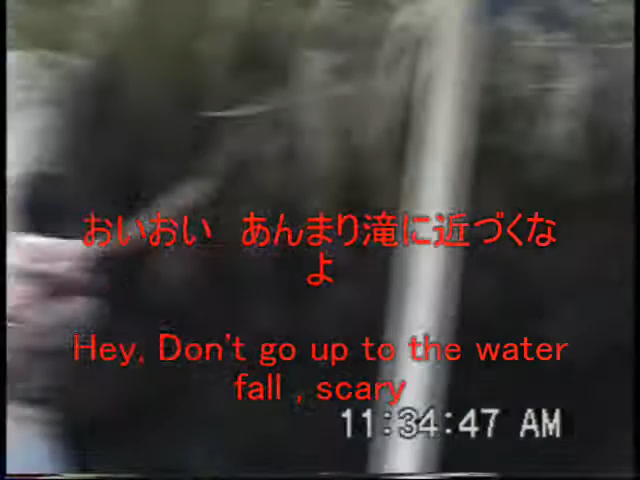 おいおい　あんまり滝に近づくな
よ
Hey, Don't go up to the water
fall , scary
11:34:47 AM